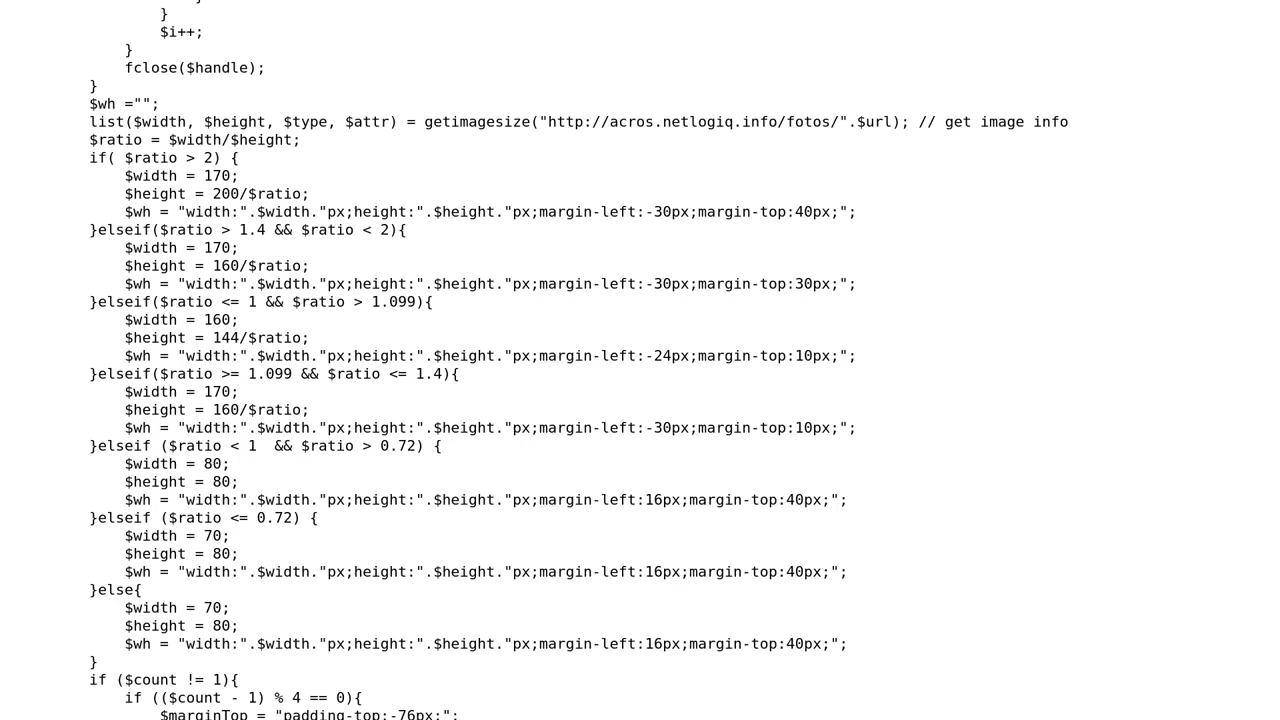 }
$i++;
}
fclose($handle);
}
$wh ="";
list($width, $height, $type, $attr) = getimagesize("http://acros.netlogiq.info/fotos/".$url); // get image info
$ratio = $width/$height;
if( $ratio > 2) {
$width = 170;
$height = 200/$ratio;
$wh = "width:".$width."px;height:".$height."px;margin-left:-30px;margin-top:40px;";
}elseif($ratio > 1.4 && $ratio < 2){
$width = 170;
$height = 160/$ratio;
$wh = "width:".$width."px;height:".$height."px;margin-left:-30px;margin-top:30px;";
}elseif($ratio <= 1 && $ratio > 1.099){
$width = 160;
$height = 144/$ratio;
$wh = "width:".$width."px;height:".$height."px;margin-left:-24px;margin-top:10px;";
}elseif($ratio >= 1.099 && $ratio <= 1.4){
$width = 170;
$height = 160/$ratio;
$wh = "width:".$width."px;height:".$height."px;margin-left:-30px;margin-top:10px;";
}elseif ($ratio < 1  && $ratio > 0.72) {
$width = 80;
$height = 80;
$wh = "width:".$width."px;height:".$height."px;margin-left:16px;margin-top:40px;";
}elseif ($ratio <= 0.72) {
$width = 70;
$height = 80;
$wh = "width:".$width."px;height:".$height."px;margin-left:16px;margin-top:40px;";
}else{
$width = 70;
$height = 80;
$wh = "width:".$width."px;height:".$height."px;margin-left:16px;margin-top:40px;";
}
if ($count != 1){
if (($count - 1) % 4 == 0){
$marginTop = "padding-top:-76px;";